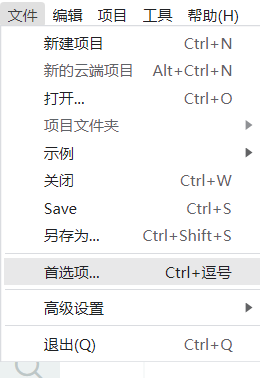 文件 编辑 项目 工具 帮助(H)
新建项目 Ctrl+N
新的云端项目 Alt+Ctrl+N
打开... Ctrl+O
项目文件夹
示例
关闭 Ctrl+W
Save Ctrl+S
另存为... Ctrl+Shift+S
首选项... Ctrl+逗号
高级设置
退出(Q) Ctrl+Q